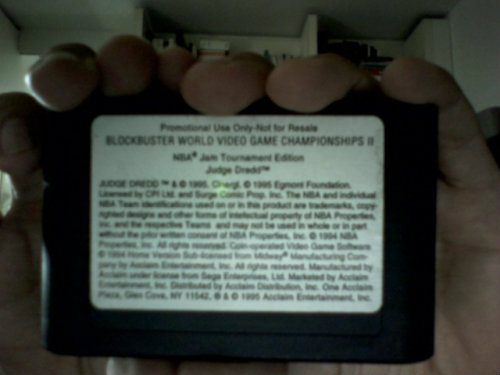 Promotional Use Only-Not for Resale
BLOCKBUSTER WORLD VIDEO GAME CHAMPIONSHIPS II
NBA® Jam Tournament Edition
Judge Dredd™
JUDGE DREDD ™ & © 1995, Cinergi. © 1995 Egmont Foundation.
Licensed by CPI Ltd. and Surge Comic Prop. Inc. The NBA and individual
NBA Team identifications used on or in this product are trademarks, copy-
righted designs and other forms of intellectual property of NBA Properties,
Inc. and the respective Teams and may not be used in whole or in part
without the prior written consent of NBA Properties, Inc. © 1994 NBA
Properties, Inc. All rights reserved. Coin-operated Video Game Software
© 1994 Home Version Sub-licensed from Midway® Manufacturing Com-
pany by Acclaim Entertainment, Inc. All rights reserved. Manufactured by
Acclaim under license from Sega Enterprises, Ltd. Marketed by Acclaim
Entertainment, Inc. Distributed by Acclaim Distribution, Inc. One Acclaim
Plaza, Glen Cove, NY 11542, ® & © 1995 Acclaim Entertainment, Inc.